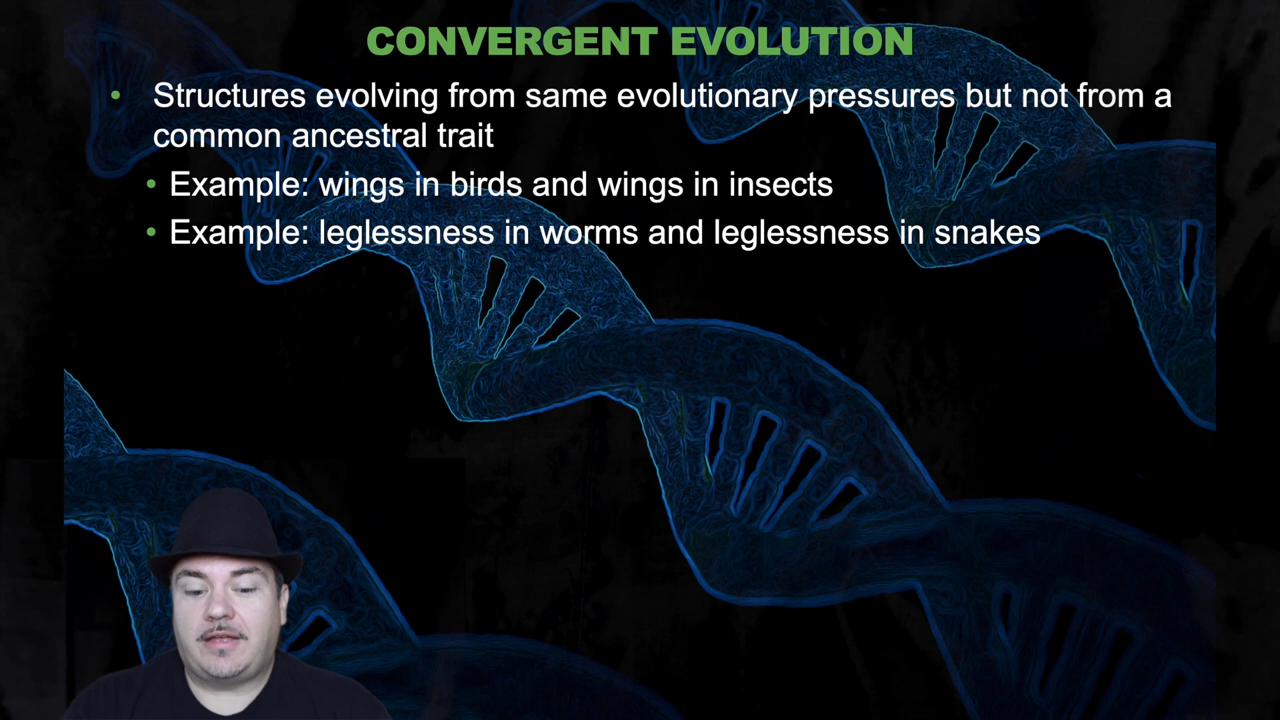 CONVERGENT EVOLUTION
• Structures evolving from same evolutionary pressures but not from a
common ancestral trait
• Example: wings in birds and wings in insects
• Example: leglessness in worms and leglessness in snakes